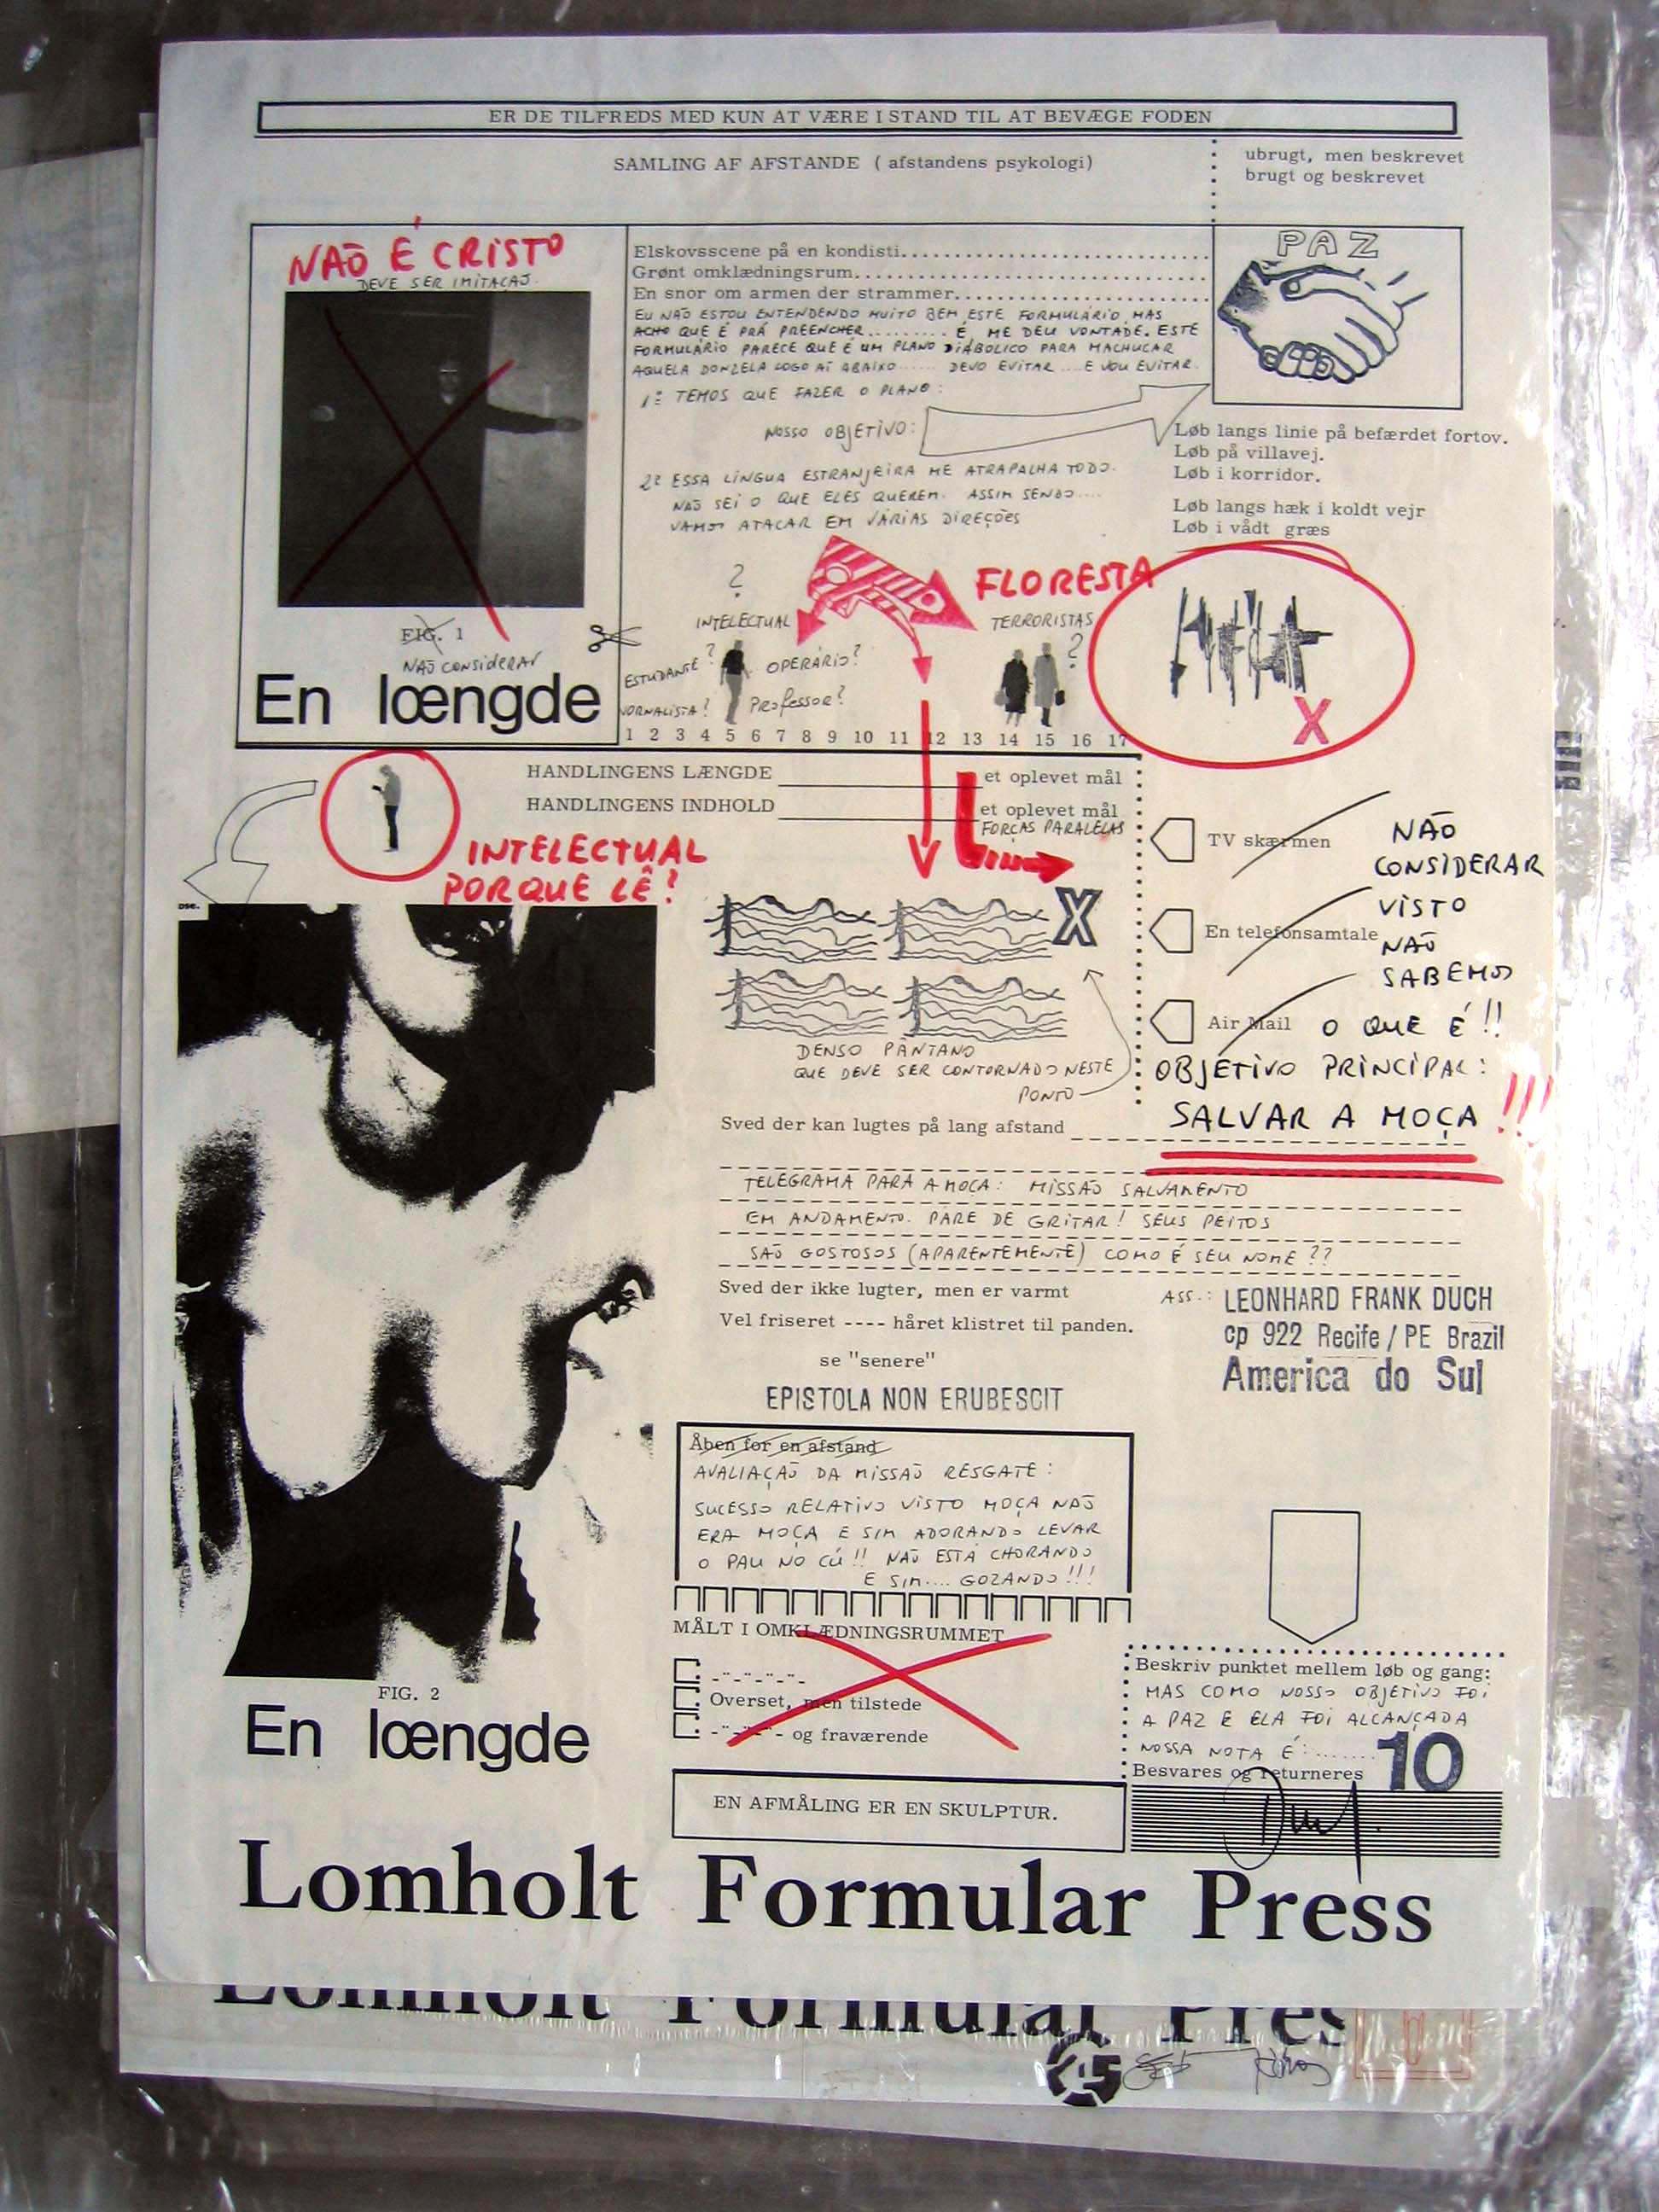 ER DE TILFREDS MED KUN AT VÆRE I STAND TIL AT BEVÆGE FODEN
SAMLING AF AFSTANDE ( afstandens psykologi)
ubrugt, men beskrevet
brugt og beskrevet
NAÕ É CRISTO
DEVE SER IMITAÇAS.
FIG. 1
NAÕ CONSIDERAR
En længde
Elskovsscene på en kondisti..............................
Grønt omklædningsrum..............................
En snor om armen der strammer..............................
EU NÃO ESTOU ENTENDENDO MUITO BEM ESTE FORMULÁRIO MAS
ACHO QUE É PRÁ PREENCHER......... É ME DEU VONTADE. ESTE
FORMULÁRIO PARECE QUE É UM PLANO DIÁBOLICO PARA MACHUCAR
AQUELA DONZELA LOGO AÍ ABAIXO...... DEVO EVITAR ... E VOU EVITAR.
1º TEMOS QUE FAZER O PLANO:
NOSSO OBJETIVO:
2º ESSA LÍNGUA ESTRANJEIRA ME ATRAPALHA TODO.
NAÕ SEI O QUE ELES QUEREM. ASSIM SENDO....
VAMOS ATACAR EM VÁRIAS DIREÇÕES
PAZ
Løb langs linie på befærdet fortov.
Løb på villavej.
Løb i korridor.
Løb langs hæk i koldt vejr
Løb i vådt græs
?
INTELECTUAL
ESTUDANTE?
OPERÁRIO?
JORNALISTA?
PROFESSOR?
FLORESTA
TERRORISTAS
?
X
1 2 3 4 5 6 7 8 9 10 11 12 13 14 15 16 17
HANDLINGENS LÆNGDE et oplevet mål
HANDLINGENS INDHOLD et oplevet mål
FORÇAS PARALELAS
INTELECTUAL
PORQUE LÊ?
TV skærmen
En telefonsamtale
Air Mail
NÃO
CONSIDERAR
VISTO
NAÕ
SABEMOS
O QUE É!!
OBJETIVO PRINCIPAL:
SALVAR A MOÇA!!!
X
DENSO PÂNTANO
QUE DEVE SER CONTORNADO NESTE
PONTO
Sved der kan lugtes på lang afstand
TELEGRAMA PARA A MOÇA: MISSÃO SALVAMENTO
EM ANDAMENTO. PARE DE GRITAR! SEUS PEITOS
SAÕ GOSTOSOS (APARENTEMENTE) COMO É SEU NOME ??
Sved der ikke lugter, men er varmt
Vel friseret ---- håret klistret til panden.
se "senere"
EPISTOLA NON ERUBESCIT
ASS.: LEONHARD FRANK DUCH
cp 922 Recife / PE Brazil
America do Sul
Åben for en afstand
AVALIAÇAÕ DA MISSAÕ RESGATE:
SUCESSO RELATIVO VISTO MOÇA NAÕ
ERA MOÇA E SIM ADORANDO LEVAR
O PAU NO CÚ!! NAÕ ESTÁ CHORANDO
E SIM.... GOZANDO!!!
MÅLT I OMKLÆDNINGSRUMMET
Overset, men tilstede
og fraværende
FIG. 2
En længde
Beskriv punktet mellem løb og gang:
MAS COMO NOSSO OBJETIVO FOI
A PAZ E ELA FOI ALCANÇADA
NOSSA NOTA É:....... 10
Besvares og returneres
EN AFMÅLING ER EN SKULPTUR.
Lomholt Formular Press
Lomholt Formular Pres